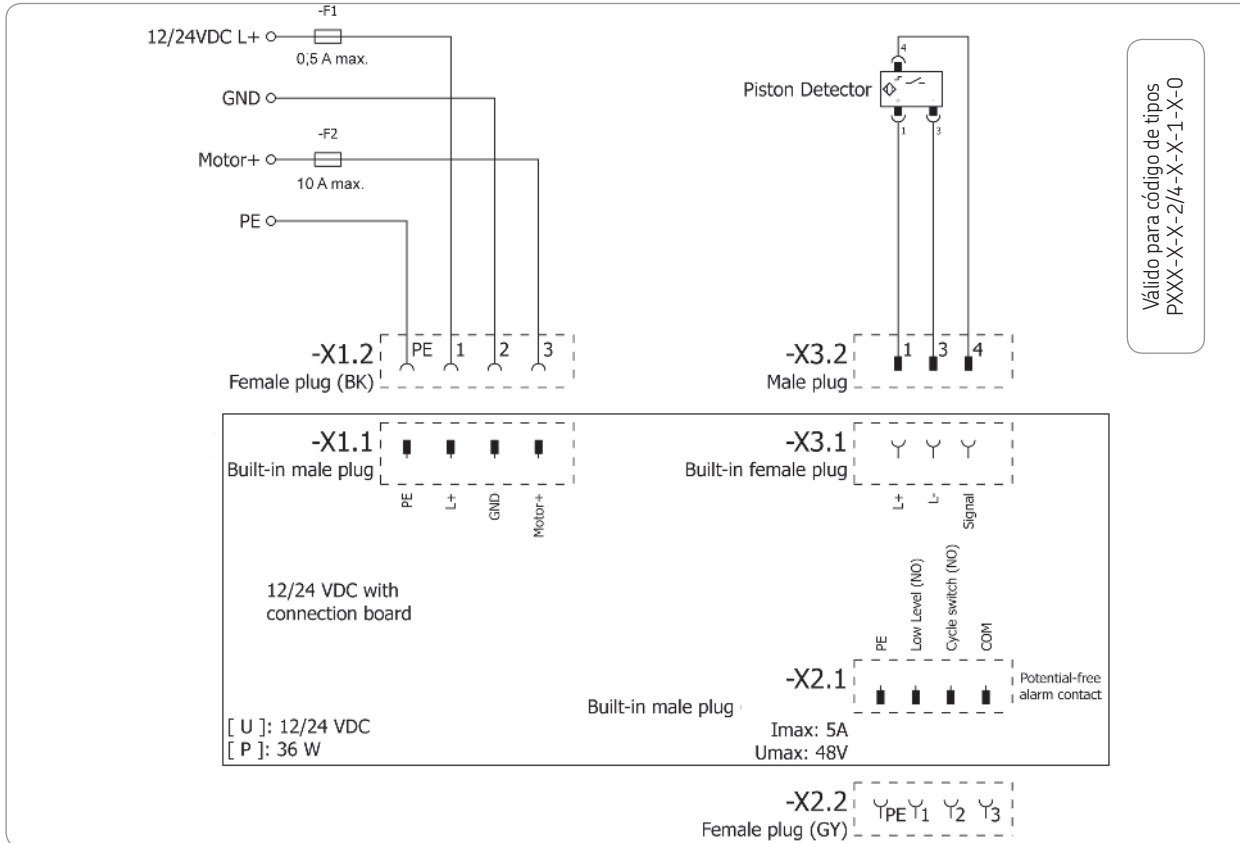 -F1
12/24VDC L+
0,5 A max.
GND
-F2
Motor+
10 A max.
PE
-X1.2
PE 1 2 3
Female plug (BK)
4
Piston Detector
1 3
-X3.2
1 3 4
Male plug
Válido para código de tipos
PXXX-X-X-2/4-X-X-1-X-0
-X1.1
Built-in male plug
PE
L+
GND
Motor+
-X3.1
Built-in female plug
L+
L-
Signal
12/24 VDC with
connection board
PE
Low Level (NO)
Cycle switch (NO)
COM
-X2.1
Built-in male plug
Potential-free
alarm contact
Imax: 5A
Umax: 48V
[ U ]: 12/24 VDC
[ P ]: 36 W
-X2.2
PE 1 2 3
Female plug (GY)